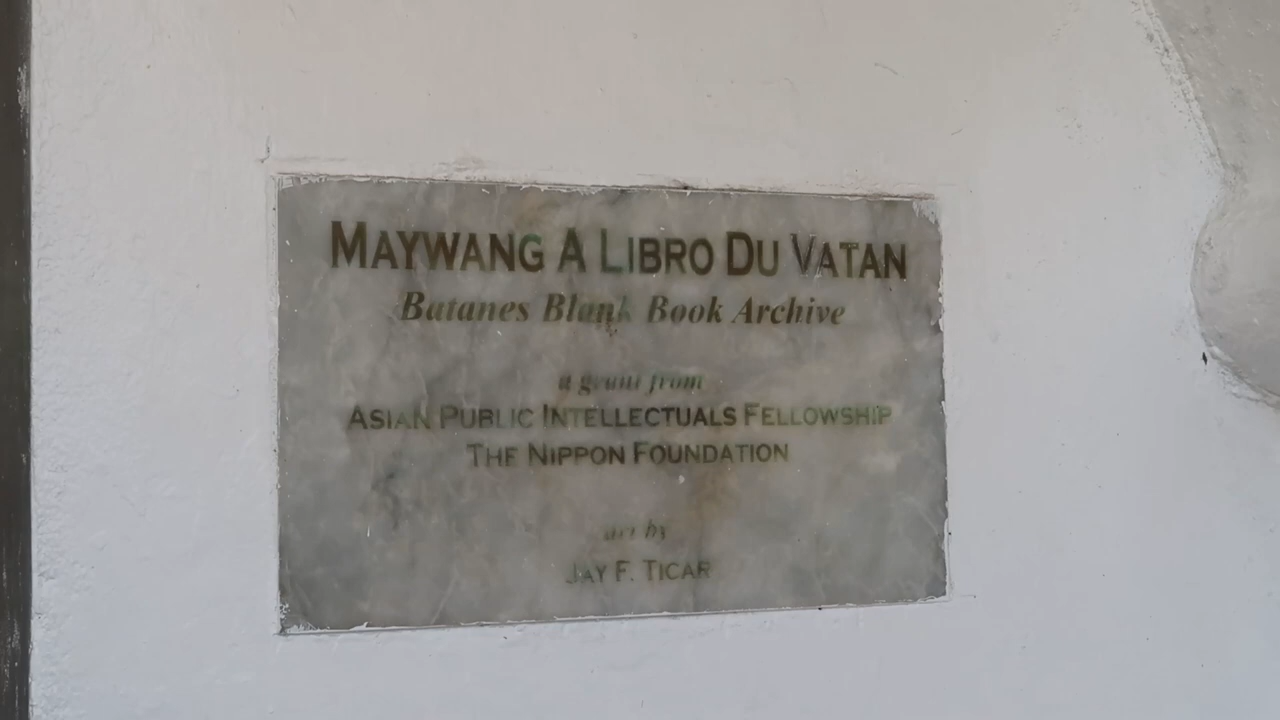 MAYWANG A LIBRO DU VATAN
Batanes Blank Book Archive
a grant from
ASIAN PUBLIC INTELLECTUALS FELLOWSHIP
THE NIPPON FOUNDATION
art by
JAY F. TICAR